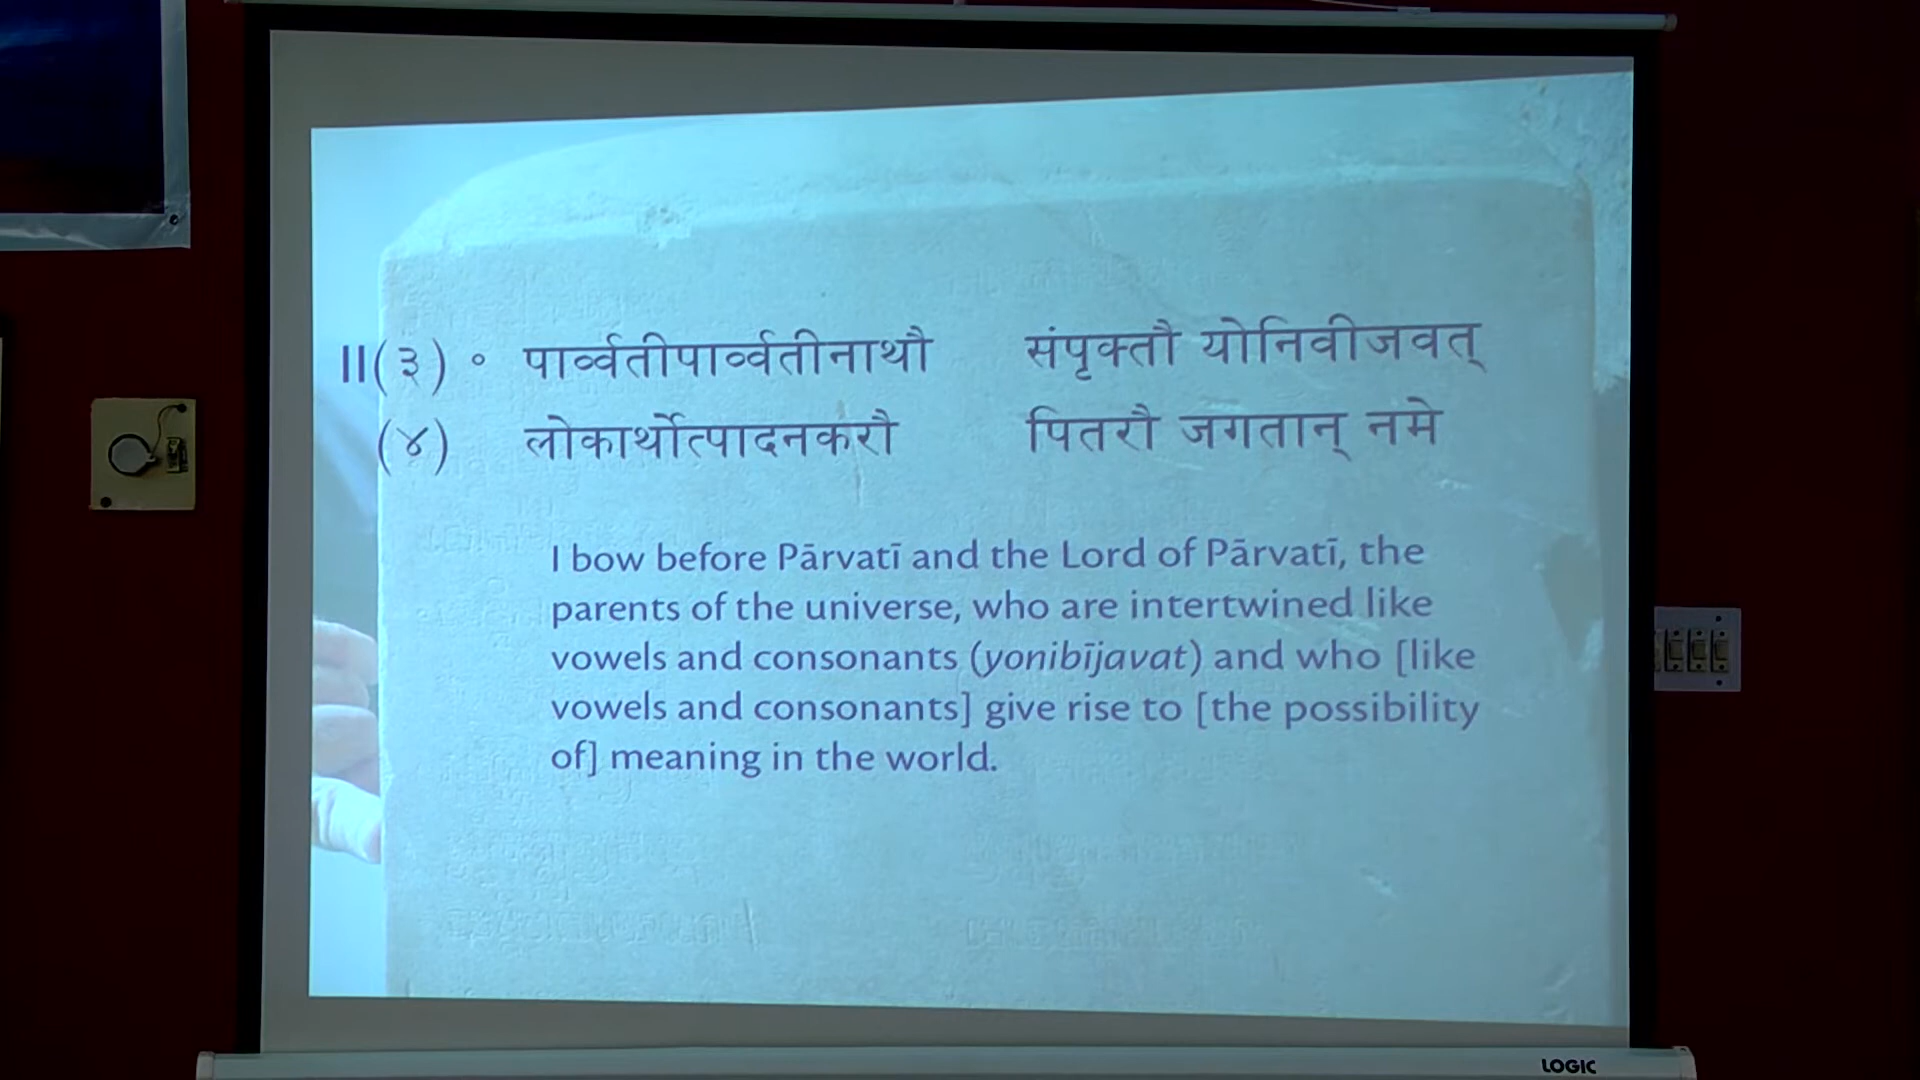 II(३) ॰ पार्व्वतीपार्व्वतीनाथौ संपृक्तौ योनिवीजवत्
(४) लोकार्थोत्पादनकरौ पितरौ जगतान् नमे
I bow before Pārvatī and the Lord of Pārvatī, the
parents of the universe, who are intertwined like
vowels and consonants (yonibījavat) and who [like
vowels and consonants] give rise to [the possibility
of] meaning in the world.
LOGIC